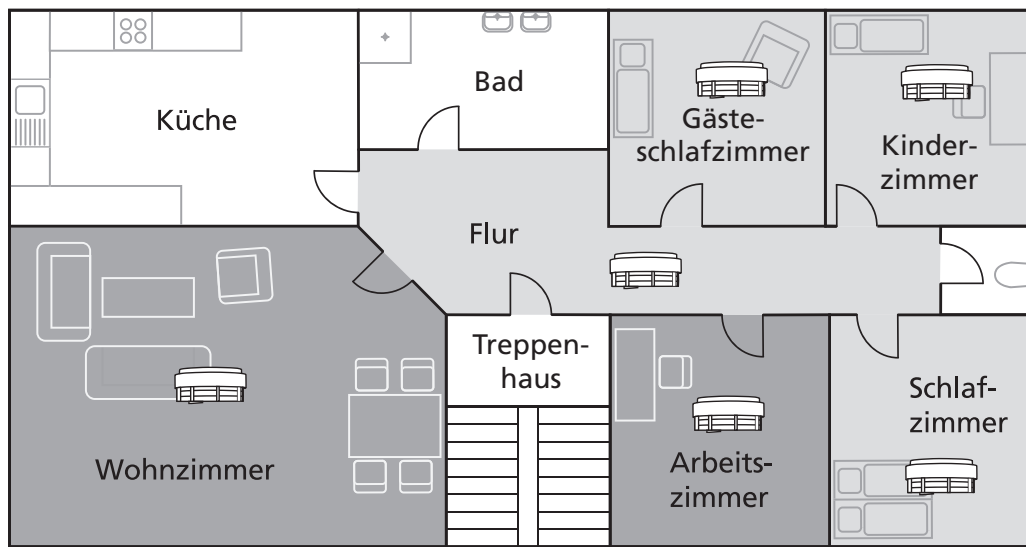 Küche
Bad
Gäste-
schlafzimmer
Kinder-
zimmer
Flur
Treppen-
haus
Wohnzimmer
Arbeits-
zimmer
Schlaf-
zimmer